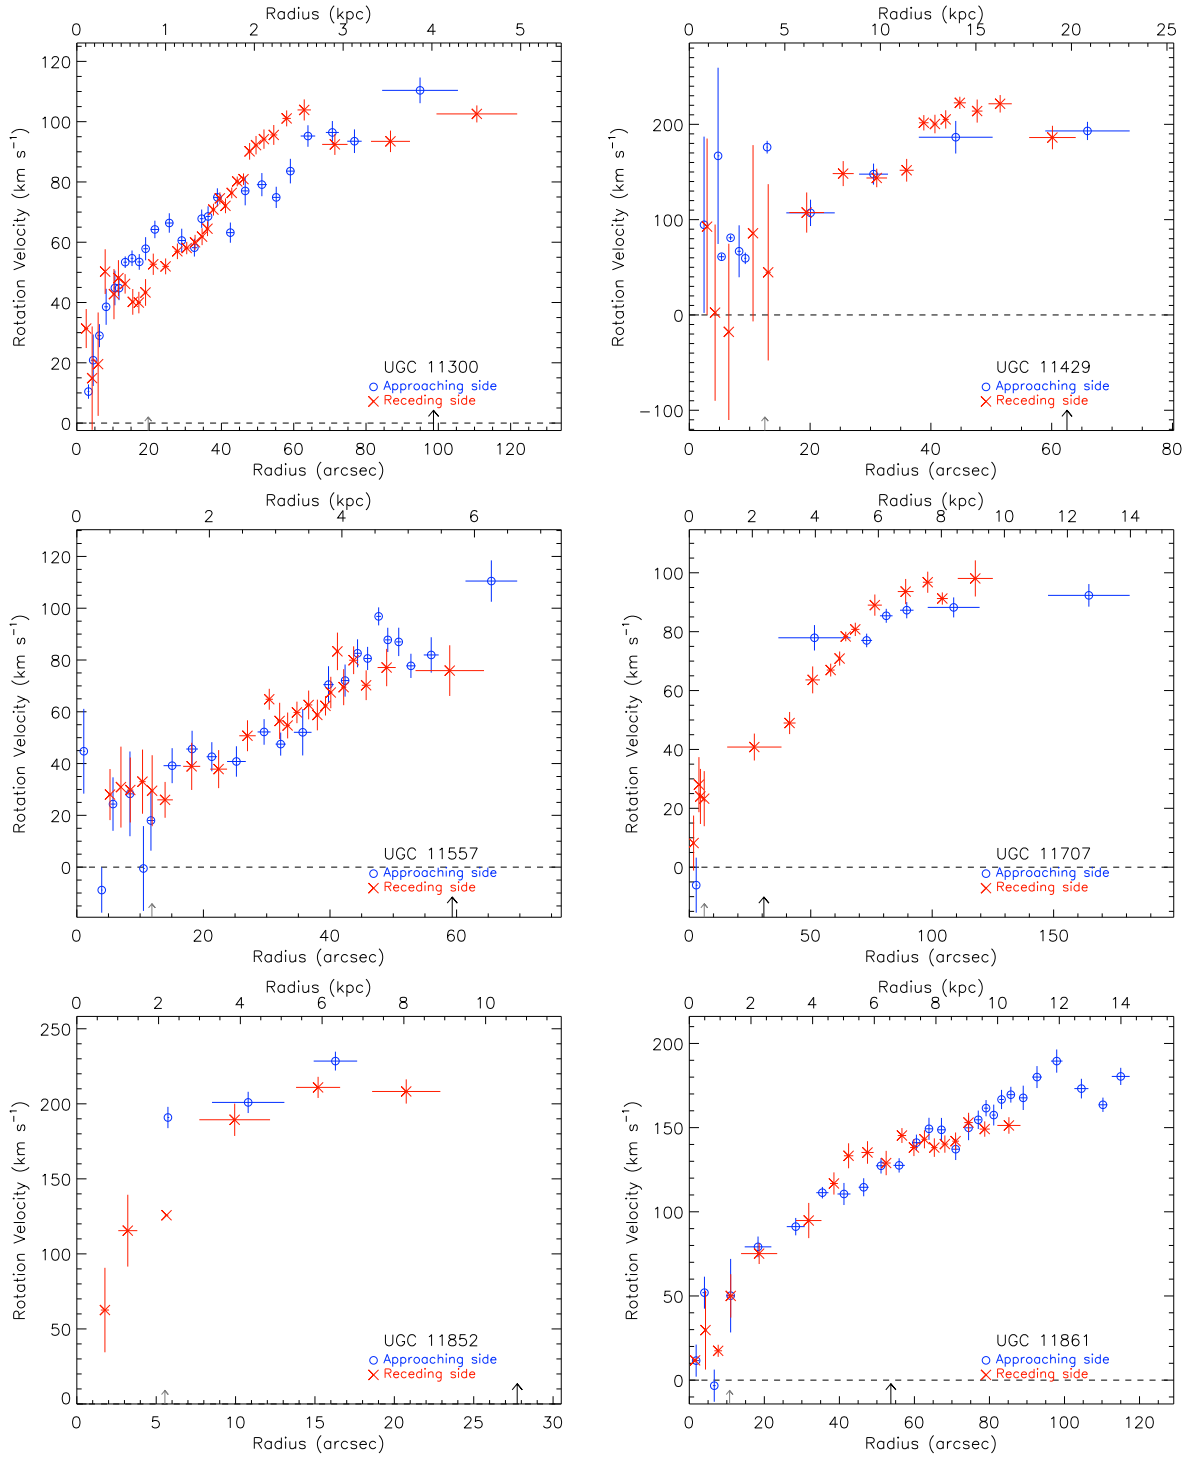 Radius (kpc)
0 1 2 3 4 5
120
100
80
60
40
20
0
Rotation Velocity (km s⁻¹)
UGC 11300
Approaching side
Receding side
0 20 40 60 80 100 120
Radius (arcsec)
Radius (kpc)
0 5 10 15 20 25
200
100
0
−100
Rotation Velocity (km s⁻¹)
UGC 11429
Approaching side
Receding side
0 20 40 60 80
Radius (arcsec)
Radius (kpc)
0 2 4 6
120
100
80
60
40
20
0
Rotation Velocity (km s⁻¹)
UGC 11557
Approaching side
Receding side
0 20 40 60
Radius (arcsec)
Radius (kpc)
0 2 4 6 8 10 12 14
100
80
60
40
20
0
Rotation Velocity (km s⁻¹)
UGC 11707
Approaching side
Receding side
0 50 100 150
Radius (arcsec)
Radius (kpc)
0 2 4 6 8 10
250
200
150
100
50
0
Rotation Velocity (km s⁻¹)
UGC 11852
Approaching side
Receding side
0 5 10 15 20 25 30
Radius (arcsec)
Radius (kpc)
0 2 4 6 8 10 12 14
200
150
100
50
0
Rotation Velocity (km s⁻¹)
UGC 11861
Approaching side
Receding side
0 20 40 60 80 100 120
Radius (arcsec)